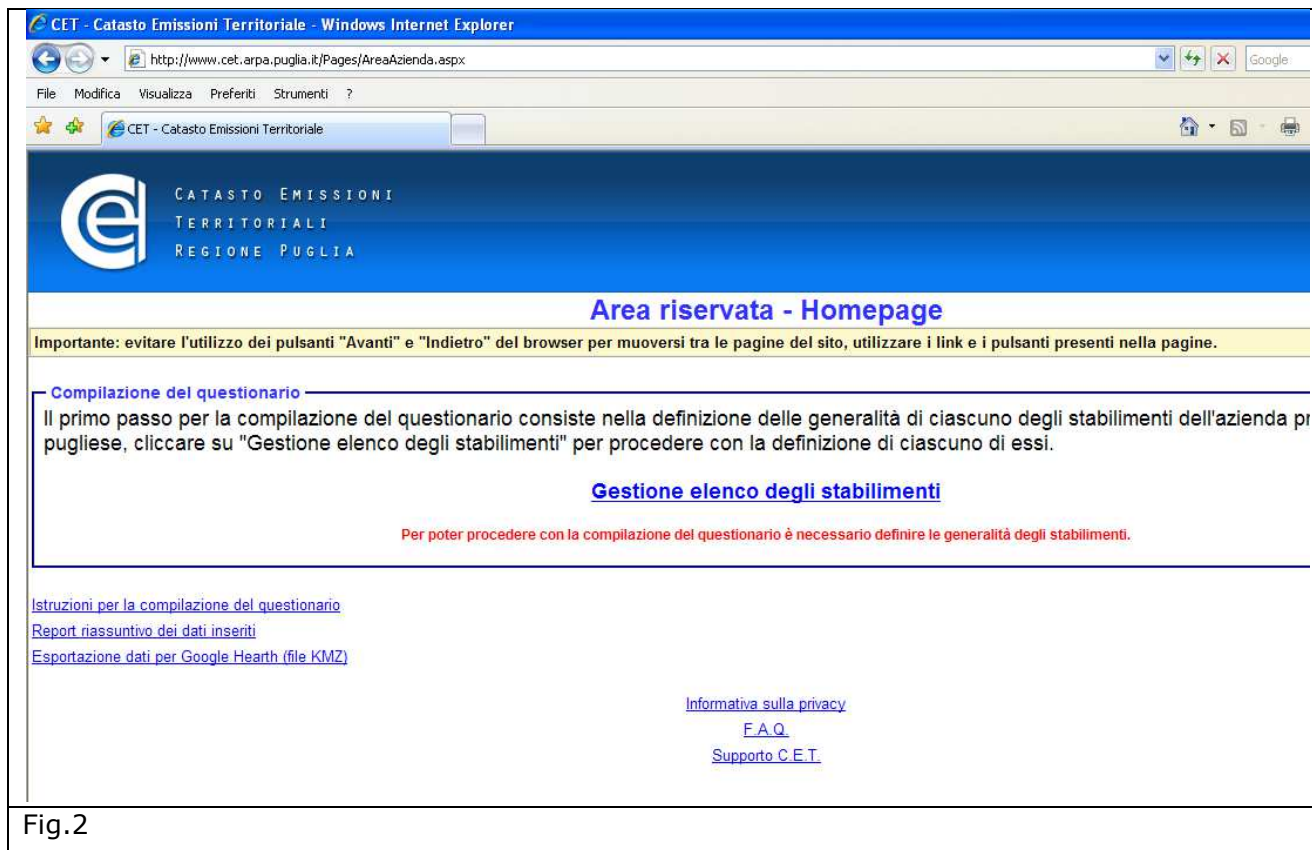 CET - Catasto Emissioni Territoriale - Windows Internet Explorer
http://www.cet.arpa.puglia.it/Pages/AreaAzienda.aspx
Google
File Modifica Visualizza Preferiti Strumenti ?
CET - Catasto Emissioni Territoriale
CATASTO EMISSIONI
TERRITORIALI
REGIONE PUGLIA
Area riservata - Homepage
Importante: evitare l'utilizzo dei pulsanti "Avanti" e "Indietro" del browser per muoversi tra le pagine del sito, utilizzare i link e i pulsanti presenti nella pagine.
Compilazione del questionario
Il primo passo per la compilazione del questionario consiste nella definizione delle generalità di ciascuno degli stabilimenti dell'azienda pr
pugliese, cliccare su "Gestione elenco degli stabilimenti" per procedere con la definizione di ciascuno di essi.
Gestione elenco degli stabilimenti
Per poter procedere con la compilazione del questionario è necessario definire le generalità degli stabilimenti.
Istruzioni per la compilazione del questionario
Report riassuntivo dei dati inseriti
Esportazione dati per Google Hearth (file KMZ)
Informativa sulla privacy
F.A.Q.
Supporto C.E.T.
Fig.2